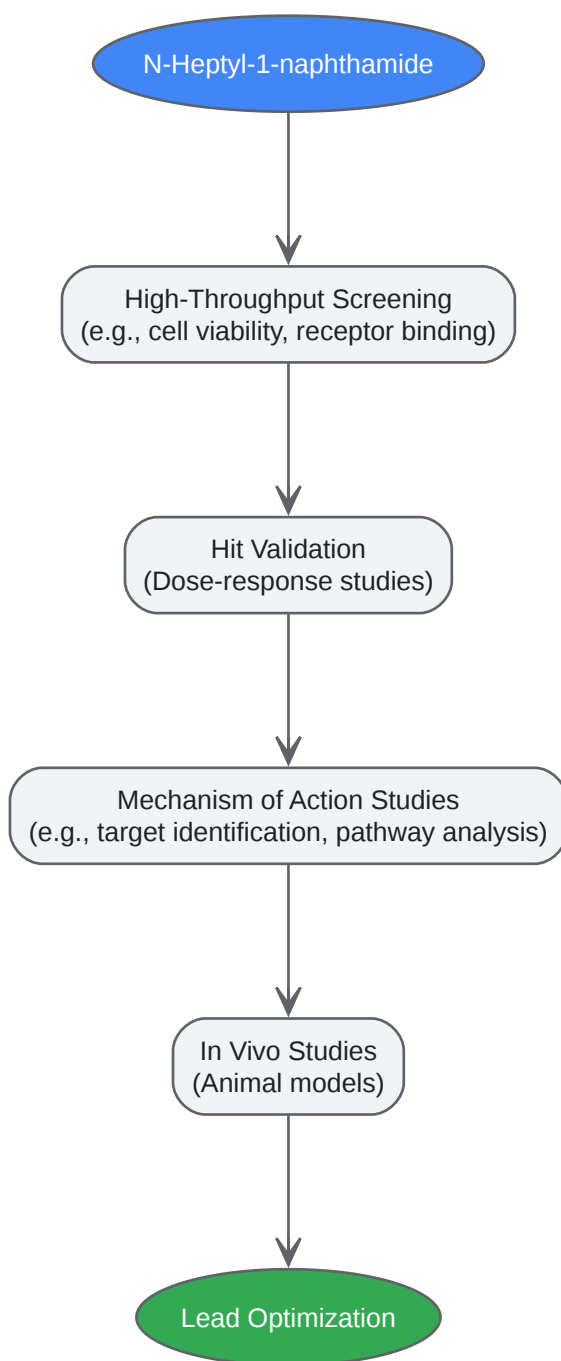 N-Heptyl-1-naphthamide
High-Throughput Screening
(e.g., cell viability, receptor binding)
Hit Validation
(Dose-response studies)
Mechanism of Action Studies
(e.g., target identification, pathway analysis)
In Vivo Studies
(Animal models)
Lead Optimization